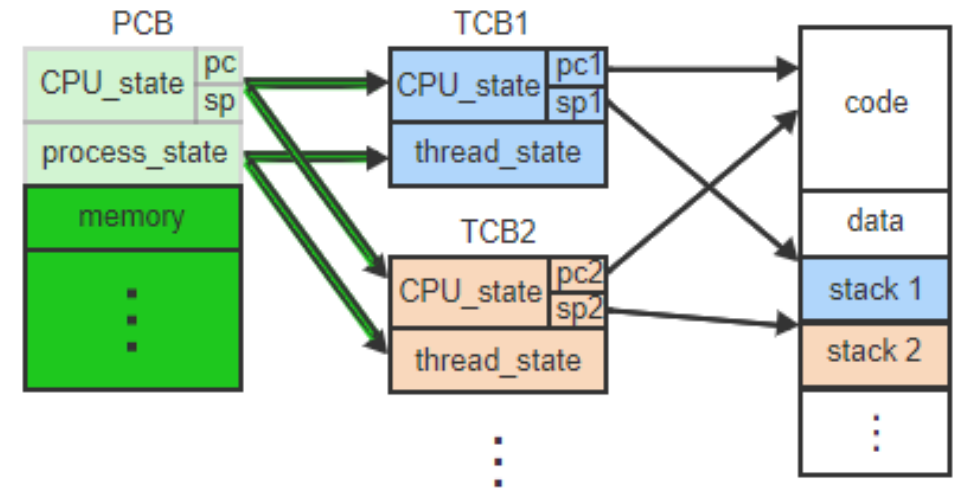 PCB
CPU_state
pc
sp
process_state
memory
TCB1
CPU_state
pc1
sp1
thread_state
TCB2
CPU_state
pc2
sp2
thread_state
code
data
stack 1
stack 2